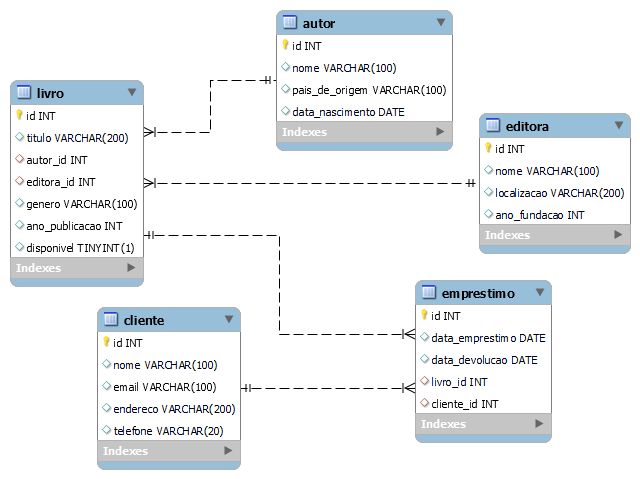 autor
id INT
nome VARCHAR(100)
pais_de_origem VARCHAR(100)
data_nascimento DATE
Indexes
livro
id INT
titulo VARCHAR(200)
autor_id INT
editora_id INT
genero VARCHAR(100)
ano_publicacao INT
disponivel TINYINT(1)
Indexes
editora
id INT
nome VARCHAR(100)
localizacao VARCHAR(200)
ano_fundacao INT
Indexes
cliente
id INT
nome VARCHAR(100)
email VARCHAR(100)
endereco VARCHAR(200)
telefone VARCHAR(20)
Indexes
emprestimo
id INT
data_emprestimo DATE
data_devolucao DATE
livro_id INT
cliente_id INT
Indexes